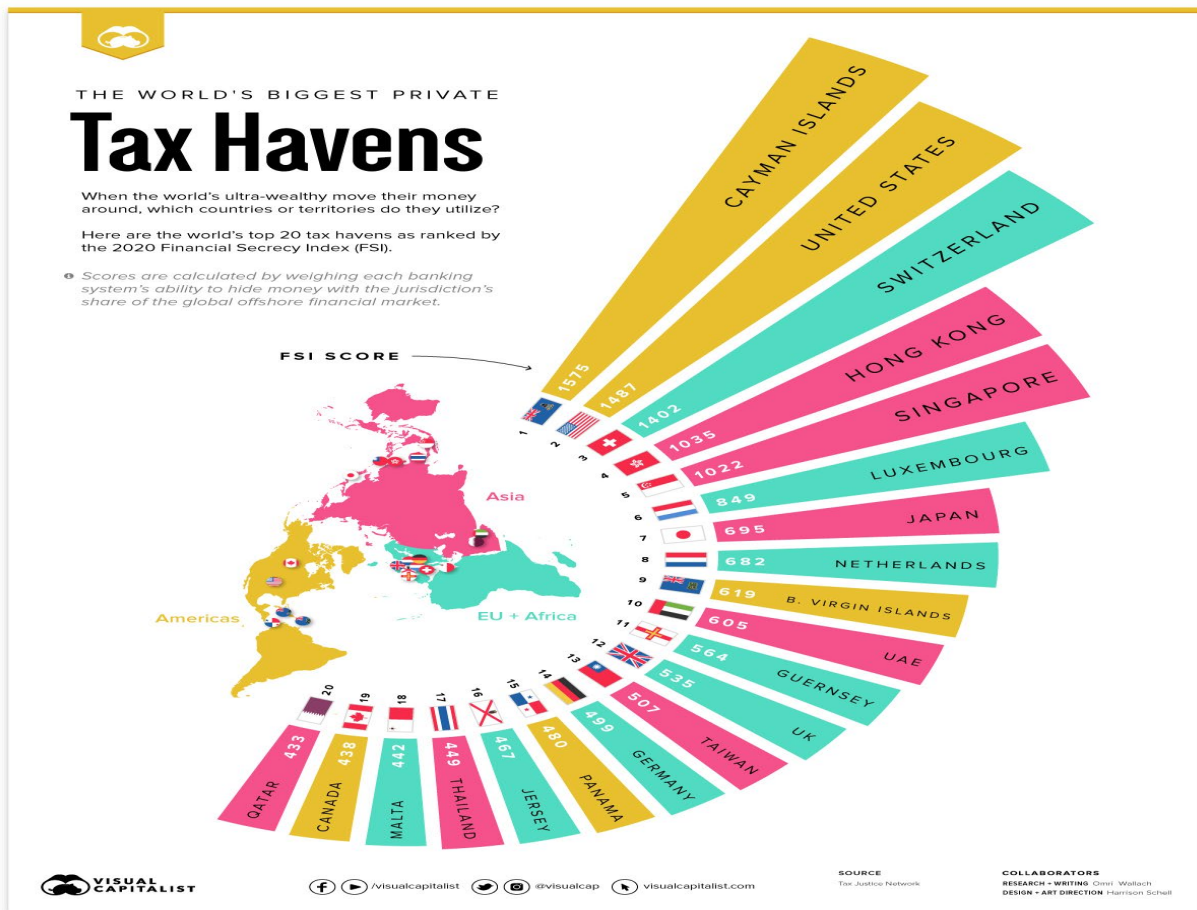 THE WORLD'S BIGGEST PRIVATE
Tax Havens
When the world's ultra-wealthy move their money
around, which countries or territories do they utilize?
Here are the world's top 20 tax havens as ranked by
the 2020 Financial Secrecy Index (FSI).
Scores are calculated by weighing each banking
system's ability to hide money with the jurisdiction's
share of the global offshore financial market.
FSI SCORE
1 1575 CAYMAN ISLANDS
2 1487 UNITED STATES
3 1402 SWITZERLAND
4 1035 HONG KONG
5 1022 SINGAPORE
6 849 LUXEMBOURG
7 695 JAPAN
8 682 NETHERLANDS
9 619 B. VIRGIN ISLANDS
10 605 UAE
11 564 GUERNSEY
12 535 UK
13 507 TAIWAN
14 499 GERMANY
15 480 PANAMA
16 467 JERSEY
17 449 THAILAND
18 442 MALTA
19 438 CANADA
20 433 QATAR
Asia
Americas
EU + Africa
VISUAL
CAPITALIST
/visualcapitalist @visualcap visualcapitalist.com
SOURCE
Tax Justice Network
COLLABORATORS
RESEARCH + WRITING Omri Wallach
DESIGN + ART DIRECTION Harrison Schell